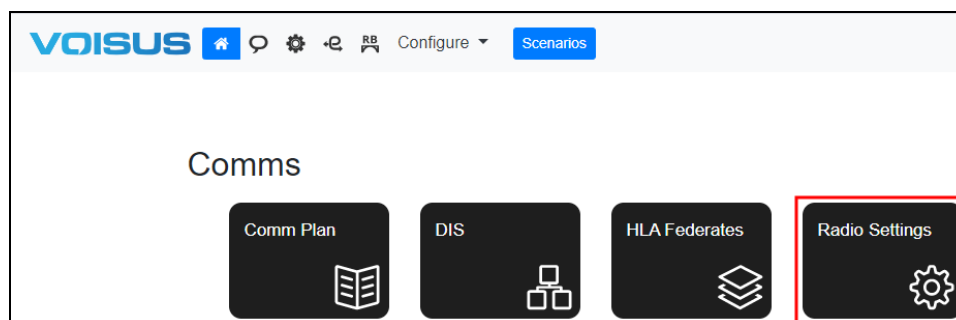 VOISUS RB Configure Scenarios
Comms
Comm Plan DIS HLA Federates Radio Settings